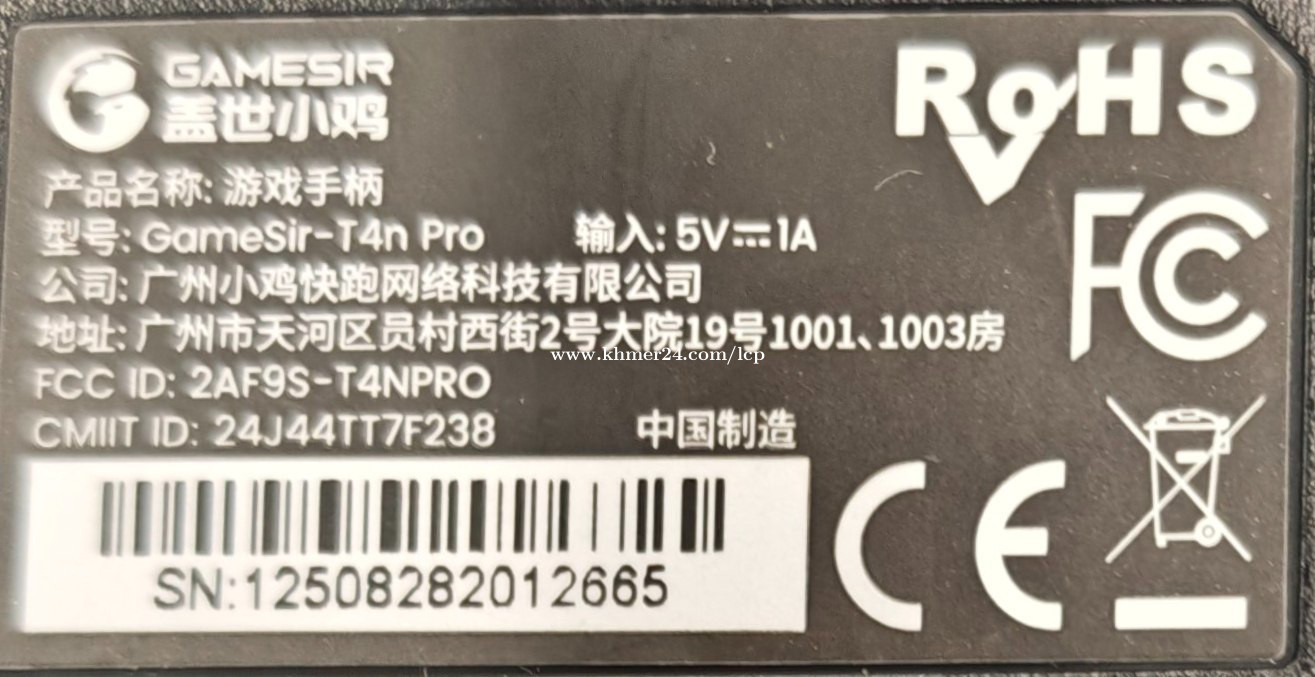 GAMESIR
盖世小鸡
RoHS
产品名称: 游戏手柄
型号: GameSir-T4n Pro 输入: 5V⎓1A
FC
公司: 广州小鸡快跑网络科技有限公司
地址: 广州市天河区员村西街2号大院19号1001、1003房
www.khmer24.com/lcp
FCC ID: 2AF9S-T4NPRO
CMIIT ID: 24J44TT7F238 中国制造
CE
SN:12508282012665